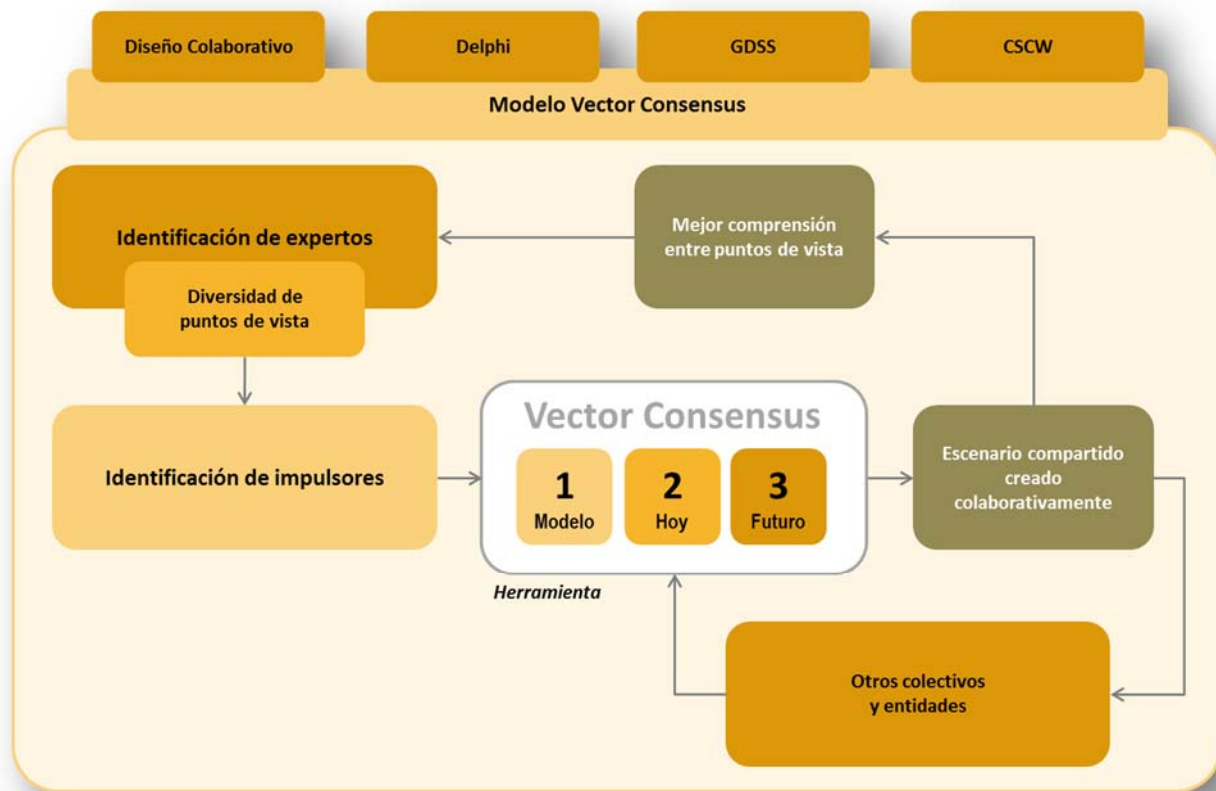 Diseño Colaborativo
Delphi
GDSS
CSCW
Modelo Vector Consensus
Identificación de expertos
Diversidad de
puntos de vista
Mejor comprensión
entre puntos de vista
Identificación de impulsores
Vector Consensus
1
Modelo
2
Hoy
3
Futuro
Herramienta
Escenario compartido
creado
colaborativamente
Otros colectivos
y entidades